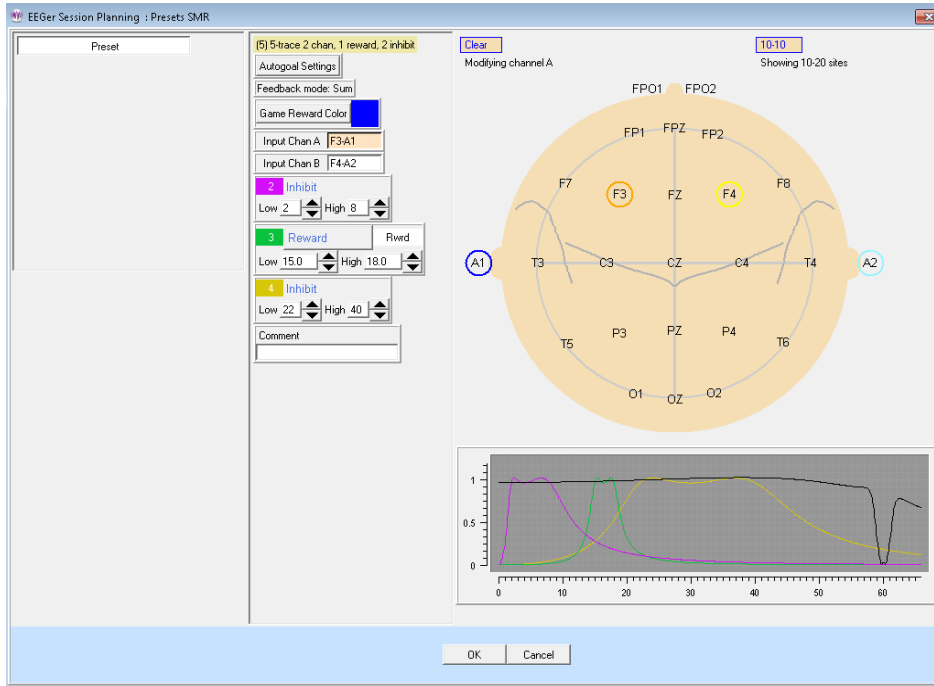 EEGer Session Planning : Presets SMR
Preset
(5) 5-trace 2 chan, 1 reward, 2 inhibit
Autogoal Settings
Feedback mode: Sum
Game Reward Color
Input Chan A F3-A1
Input Chan B F4-A2
2 Inhibit
Low 2 High 8
3 Reward Rwrd
Low 15.0 High 18.0
4 Inhibit
Low 22 High 40
Comment
Clear 10-10
Modifying channel A Showing 10-20 sites
FPO1 FPO2
FP1 FPZ FP2
F7 F3 FZ F4 F8
A1 T3 C3 CZ C4 T4 A2
T5 P3 PZ P4 T6
O1 OZ O2
1
0.5
0
0 10 20 30 40 50 60
OK Cancel